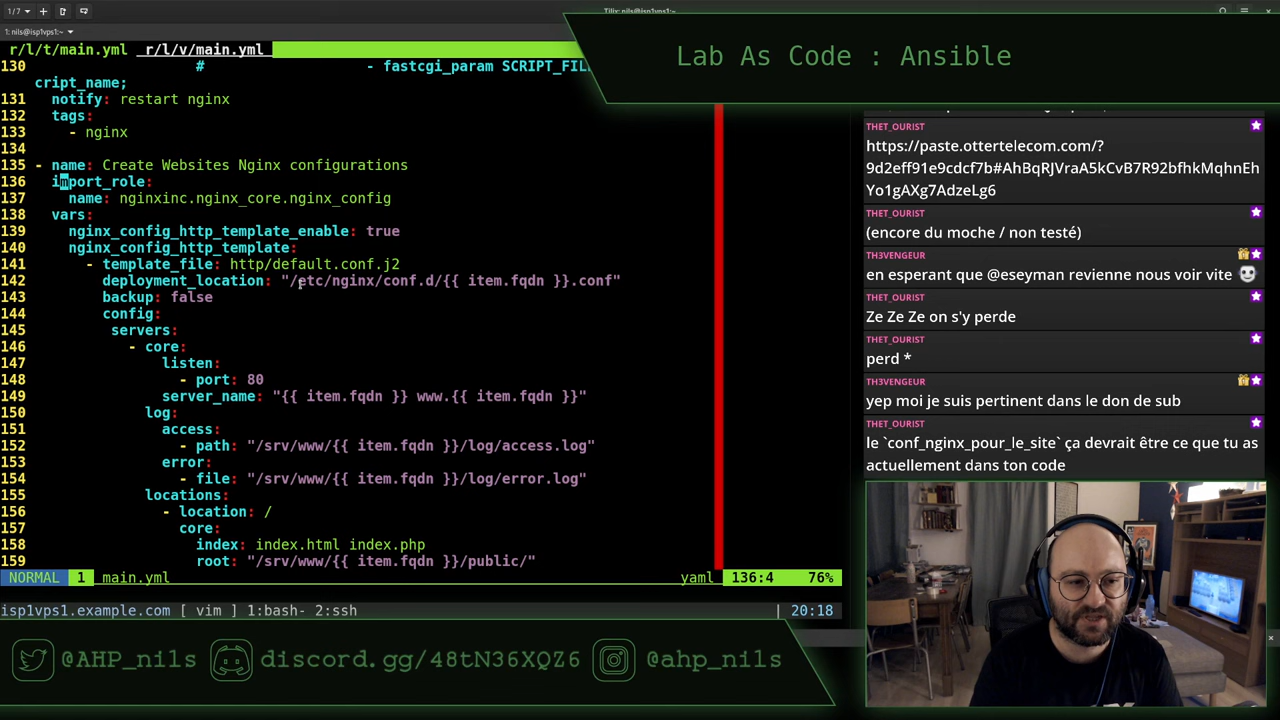 1/7
Tilix: nils@isp1vps1:~
1: nils@isp1vps1:~
r/l/t/main.yml r/l/v/main.yml
Lab As Code : Ansible
130 # - fastcgi_param SCRIPT_FIL
cript_name;
131 notify: restart nginx
132 tags:
133 - nginx
134
135 - name: Create Websites Nginx configurations
136 import_role:
137 name: nginxinc.nginx_core.nginx_config
138 vars:
139 nginx_config_http_template_enable: true
140 nginx_config_http_template:
141 - template_file: http/default.conf.j2
142 deployment_location: "/etc/nginx/conf.d/{{ item.fqdn }}.conf"
143 backup: false
144 config:
145 servers:
146 - core:
147 listen:
148 - port: 80
149 server_name: "{{ item.fqdn }} www.{{ item.fqdn }}"
150 log:
151 access:
152 - path: "/srv/www/{{ item.fqdn }}/log/access.log"
153 error:
154 - file: "/srv/www/{{ item.fqdn }}/log/error.log"
155 locations:
156 - location: /
157 core:
158 index: index.html index.php
159 root: "/srv/www/{{ item.fqdn }}/public/"
NORMAL 1 main.yml yaml 136:4 76%
isp1vps1.example.com [ vim ] 1:bash- 2:ssh | 20:18
THET_OURIST
https://paste.ottertelecom.com/?
9d2eff91e9cdcf7b#AhBqRJVraA5kCvB7R92bfhkMqhnEh
Yo1gAXg7AdzeLg6
THET_OURIST
(encore du moche / non testé)
TH3VENGEUR
en esperant que @eseyman revienne nous voir vite
THET_OURIST
Ze Ze Ze on s'y perde
THET_OURIST
perd *
TH3VENGEUR
yep moi je suis pertinent dans le don de sub
THET_OURIST
le `conf_nginx_pour_le_site` ça devrait être ce que tu as
actuellement dans ton code
@AHP_nils discord.gg/48tN36XQZ6 @ahp_nils